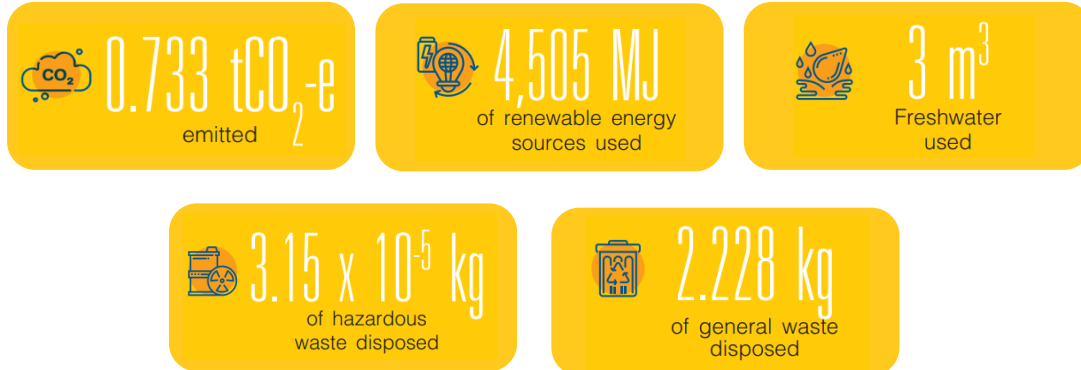 CO₂
0.733 tCO₂-e
emitted
4,505 MJ
of renewable energy
sources used
3 m³
Freshwater
used
3.15 x 10⁻⁵ kg
of hazardous
waste disposed
2.228 kg
of general waste
disposed